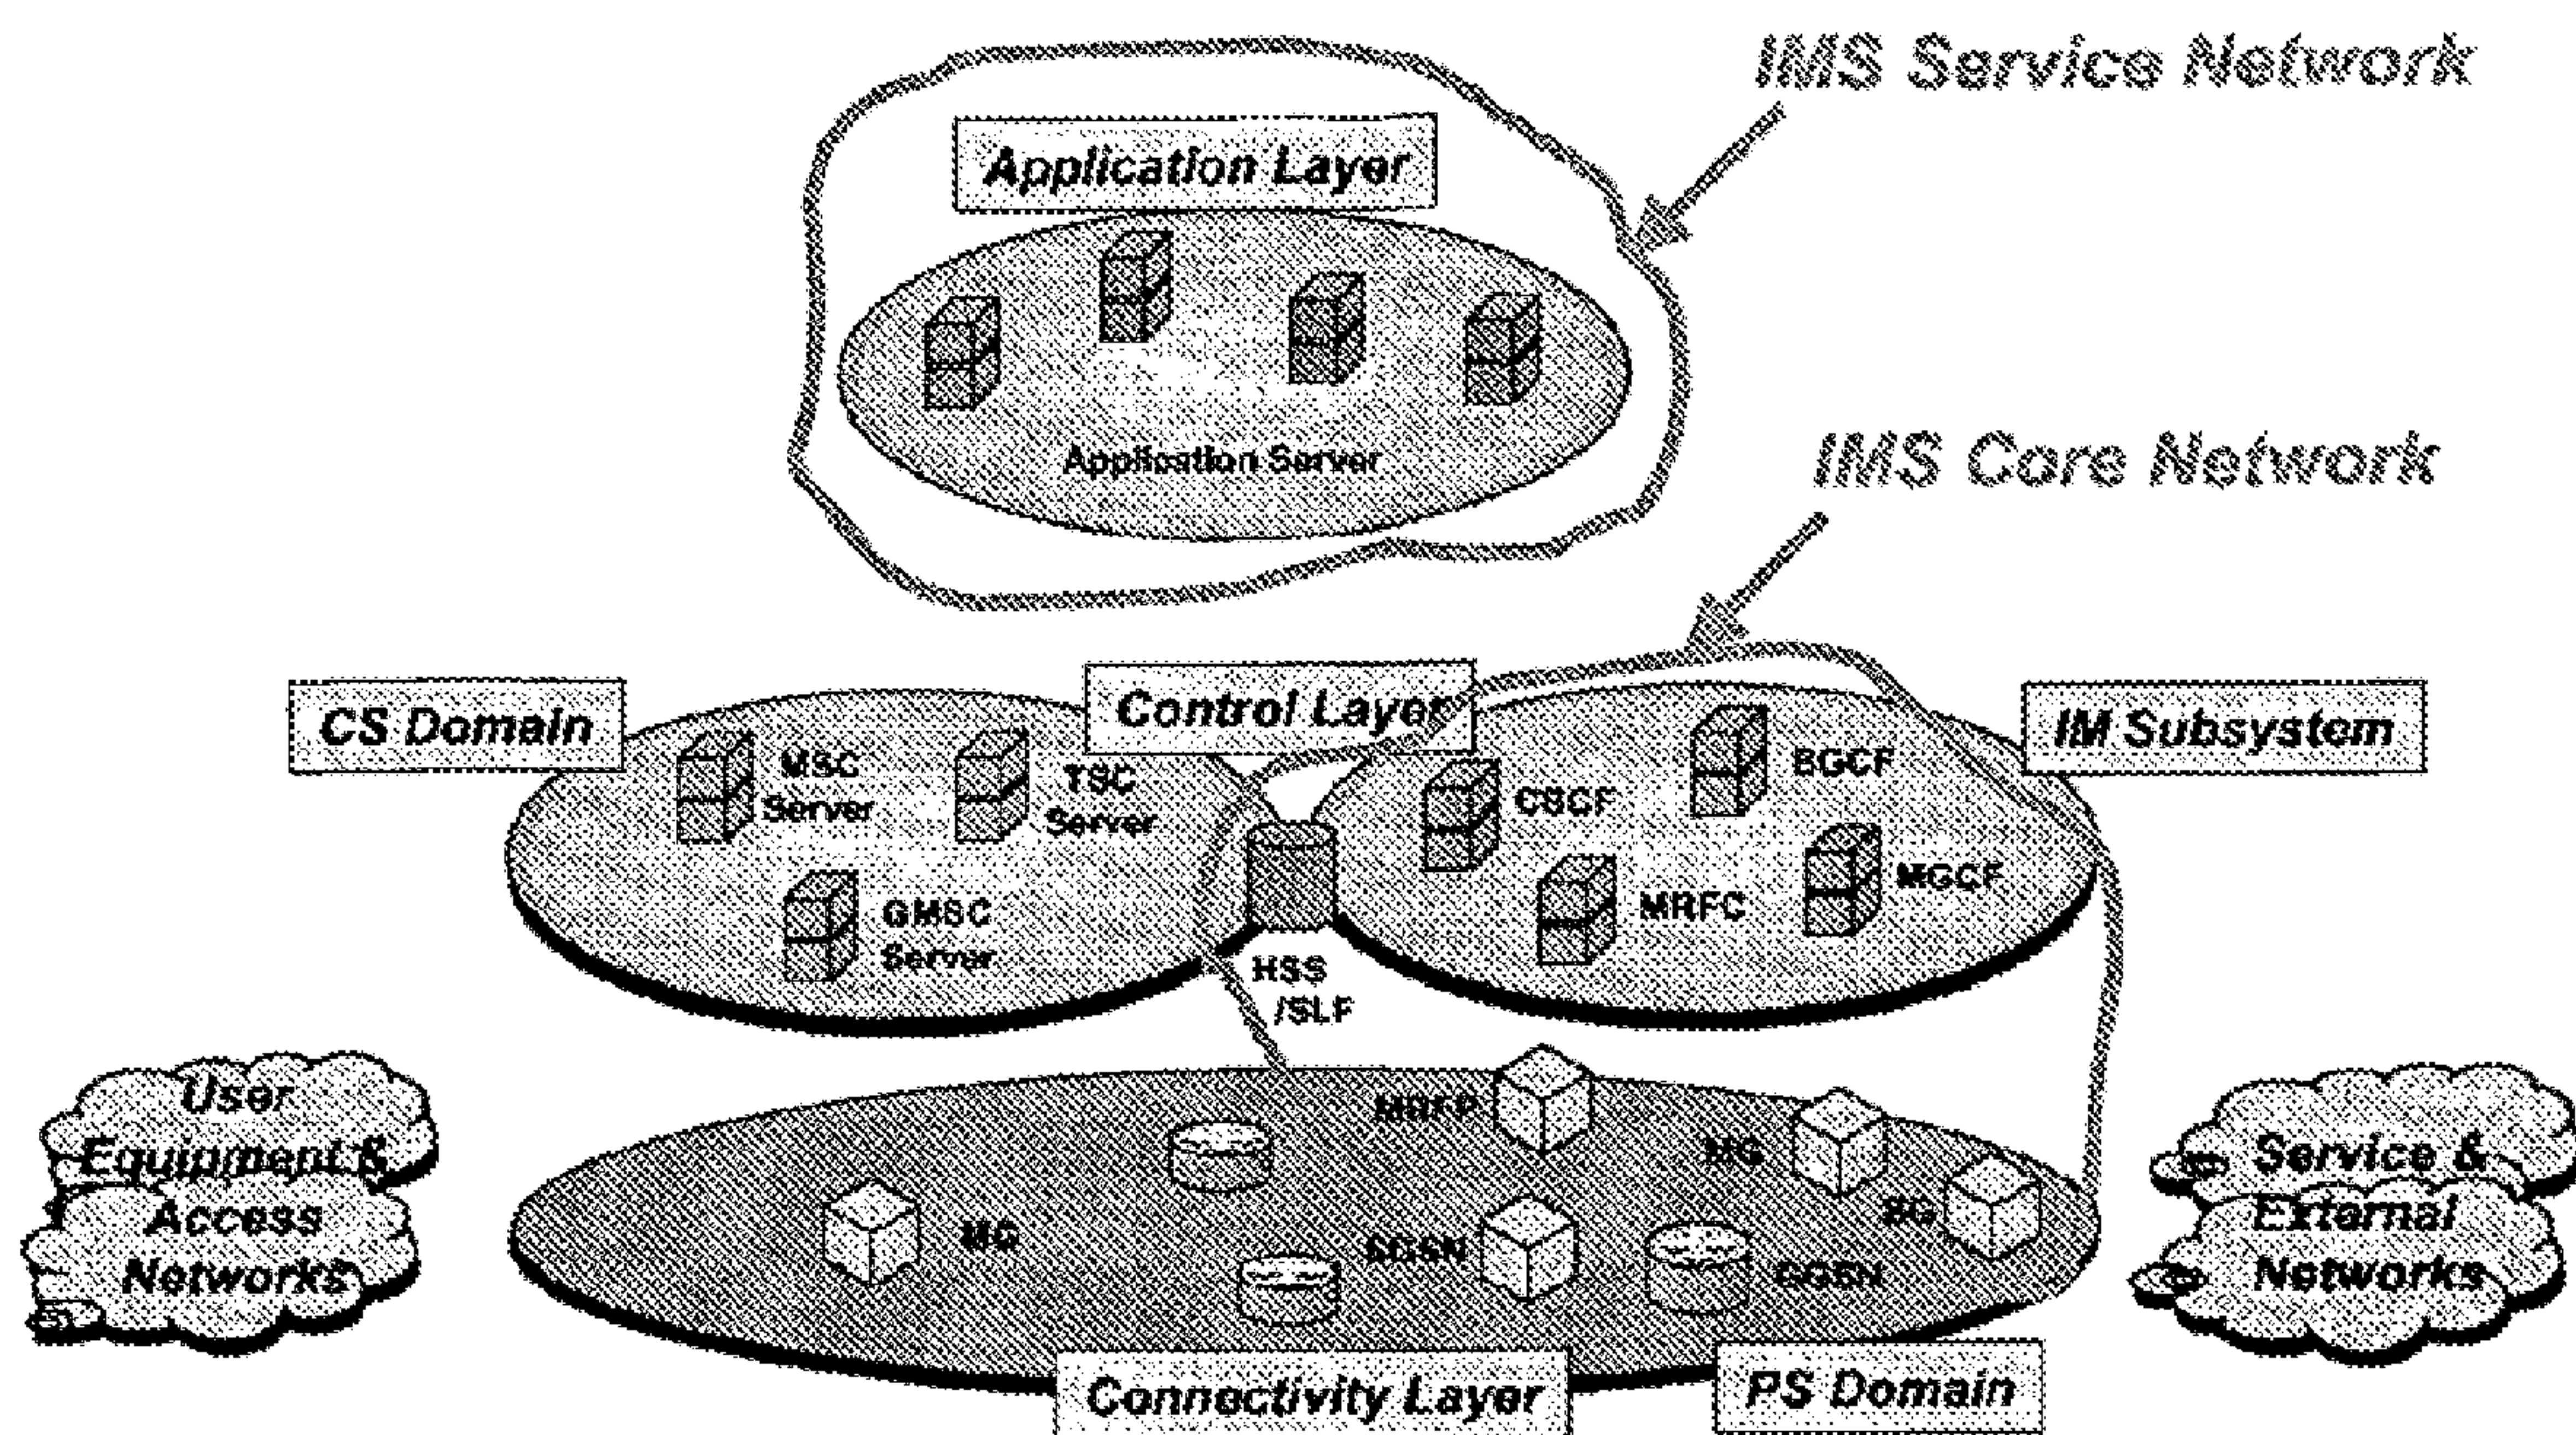 IMS Service Network
Application Layer
Application Server
IMS Core Network
CS Domain
Control Layer
IM Subsystem
MSC
Server
TSC
Server
GMSC
Server
CSCF
BGCF
MRFC
MGCF
HSS
/SLF
User
Equipment &
Access
Networks
MRFP
MG
MG
SGSN
GGSN
Service &
External
Networks
Connectivity Layer
PS Domain